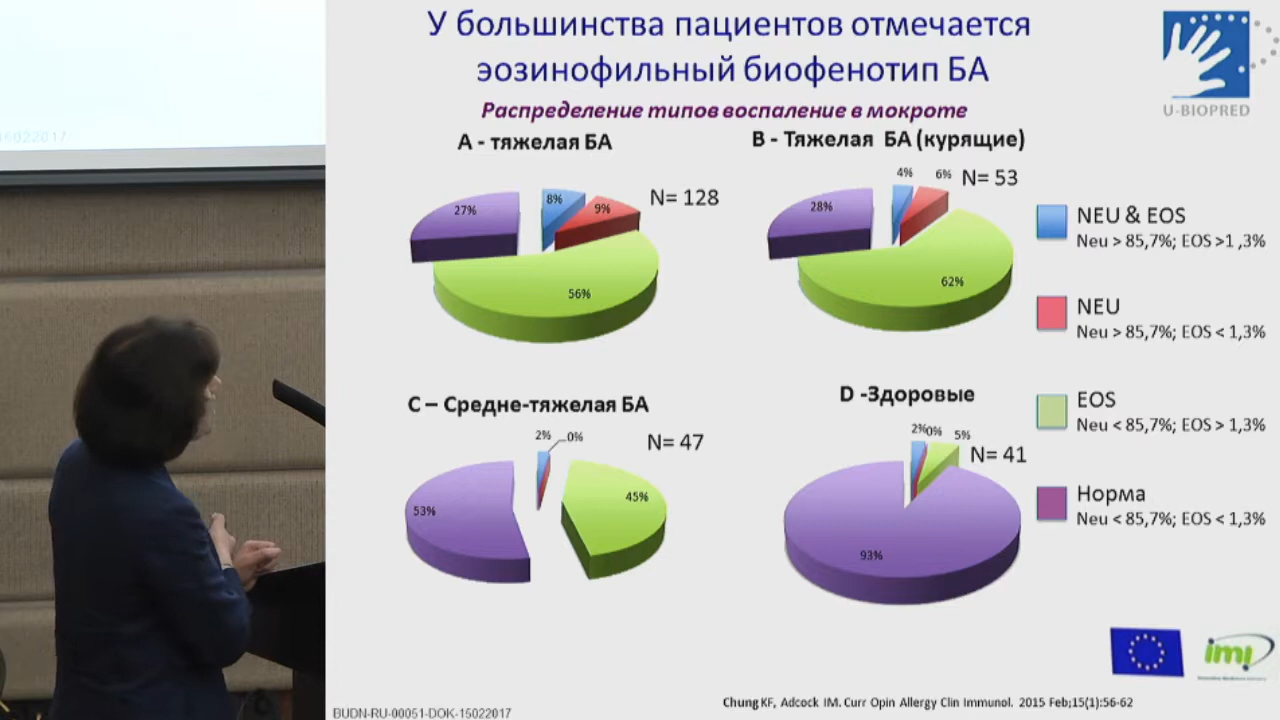 У большинства пациентов отмечается
эозинофильный биофенотип БА
Распределение типов воспаление в мокроте
U-BIOPRED
A - тяжелая БА
N= 128
27%
8%
9%
56%
B - Тяжелая БА (курящие)
N= 53
28%
4%
6%
62%
C – Средне-тяжелая БА
N= 47
53%
2%
0%
45%
D -Здоровые
N= 41
2%
0%
5%
93%
NEU & EOS
Neu > 85,7%; EOS >1 ,3%
NEU
Neu > 85,7%; EOS < 1,3%
EOS
Neu < 85,7%; EOS > 1,3%
Норма
Neu < 85,7%; EOS < 1,3%
imi
Chung KF, Adcock IM. Curr Opin Allergy Clin Immunol. 2015 Feb;15(1):56-62
BUDN-RU-00051-DOK-15022017